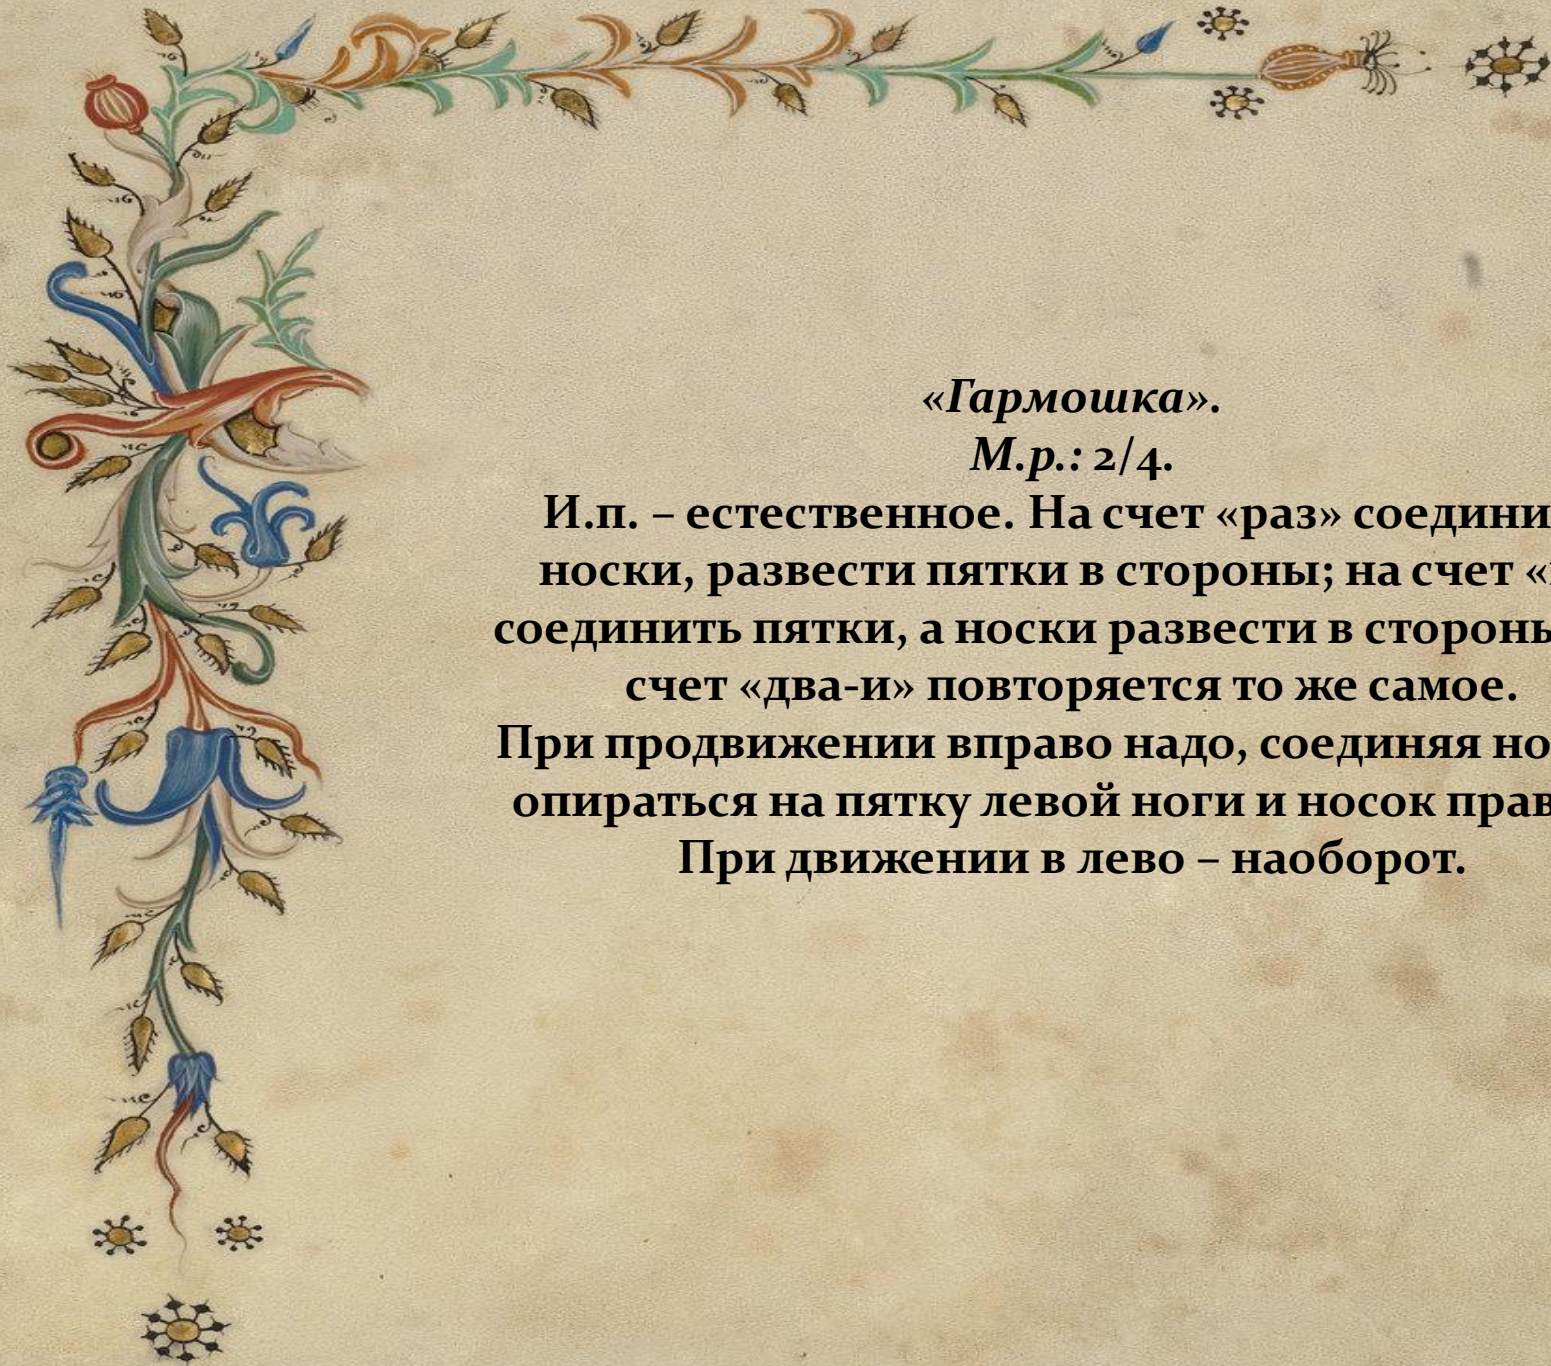 «Гармошка».
М.р.: 2/4.
И.п. – естественное. На счет «раз» соедини
носки, развести пятки в стороны; на счет «
соединить пятки, а носки развести в сторон
счет «два-и» повторяется то же самое.
При продвижении вправо надо, соединяя но
опираться на пятку левой ноги и носок прав
При движении в лево – наоборот.